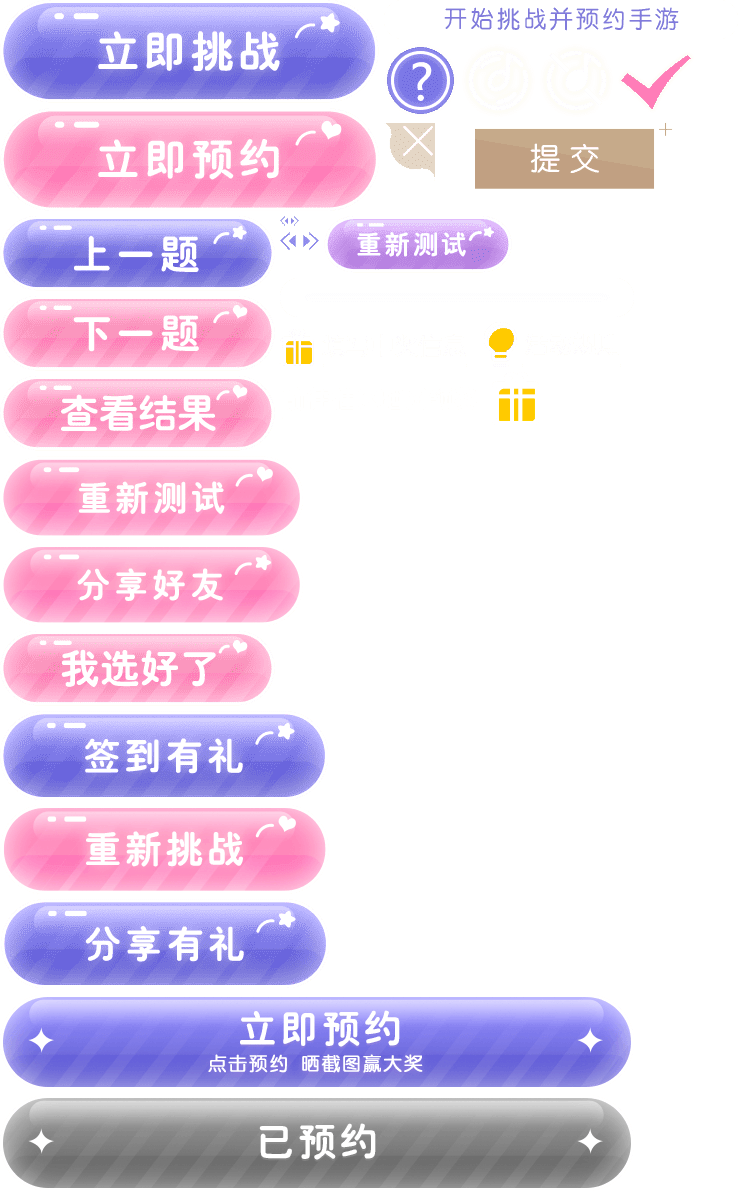 立即挑战
开始挑战并预约手游
?
立即预约
提交
上一题
重新测试
下一题
查看结果
重新测试
分享好友
我选好了
签到有礼
重新挑战
分享有礼
立即预约
点击预约 晒截图赢大奖
已预约